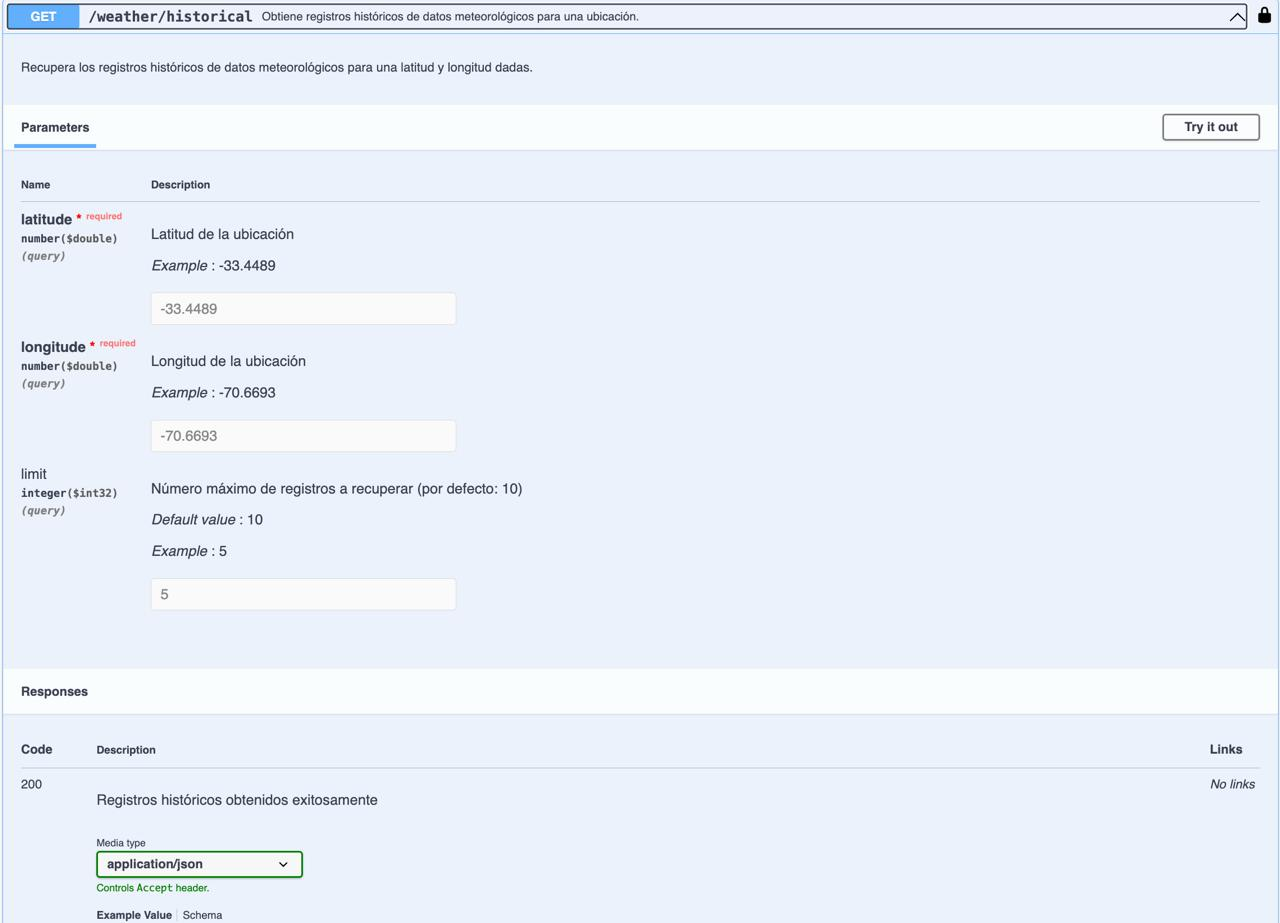 GET /weather/historical Obtiene registros históricos de datos meteorológicos para una ubicación.
Recupera los registros históricos de datos meteorológicos para una latitud y longitud dadas.
Parameters
Try it out
Name Description
latitude * required
number($double)
(query)
Latitud de la ubicación
Example : -33.4489
-33.4489
longitude * required
number($double)
(query)
Longitud de la ubicación
Example : -70.6693
-70.6693
limit
integer($int32)
(query)
Número máximo de registros a recuperar (por defecto: 10)
Default value : 10
Example : 5
5
Responses
Code Description Links
200
Registros históricos obtenidos exitosamente
No links
Media type
application/json
Controls Accept header.
Example Value Schema